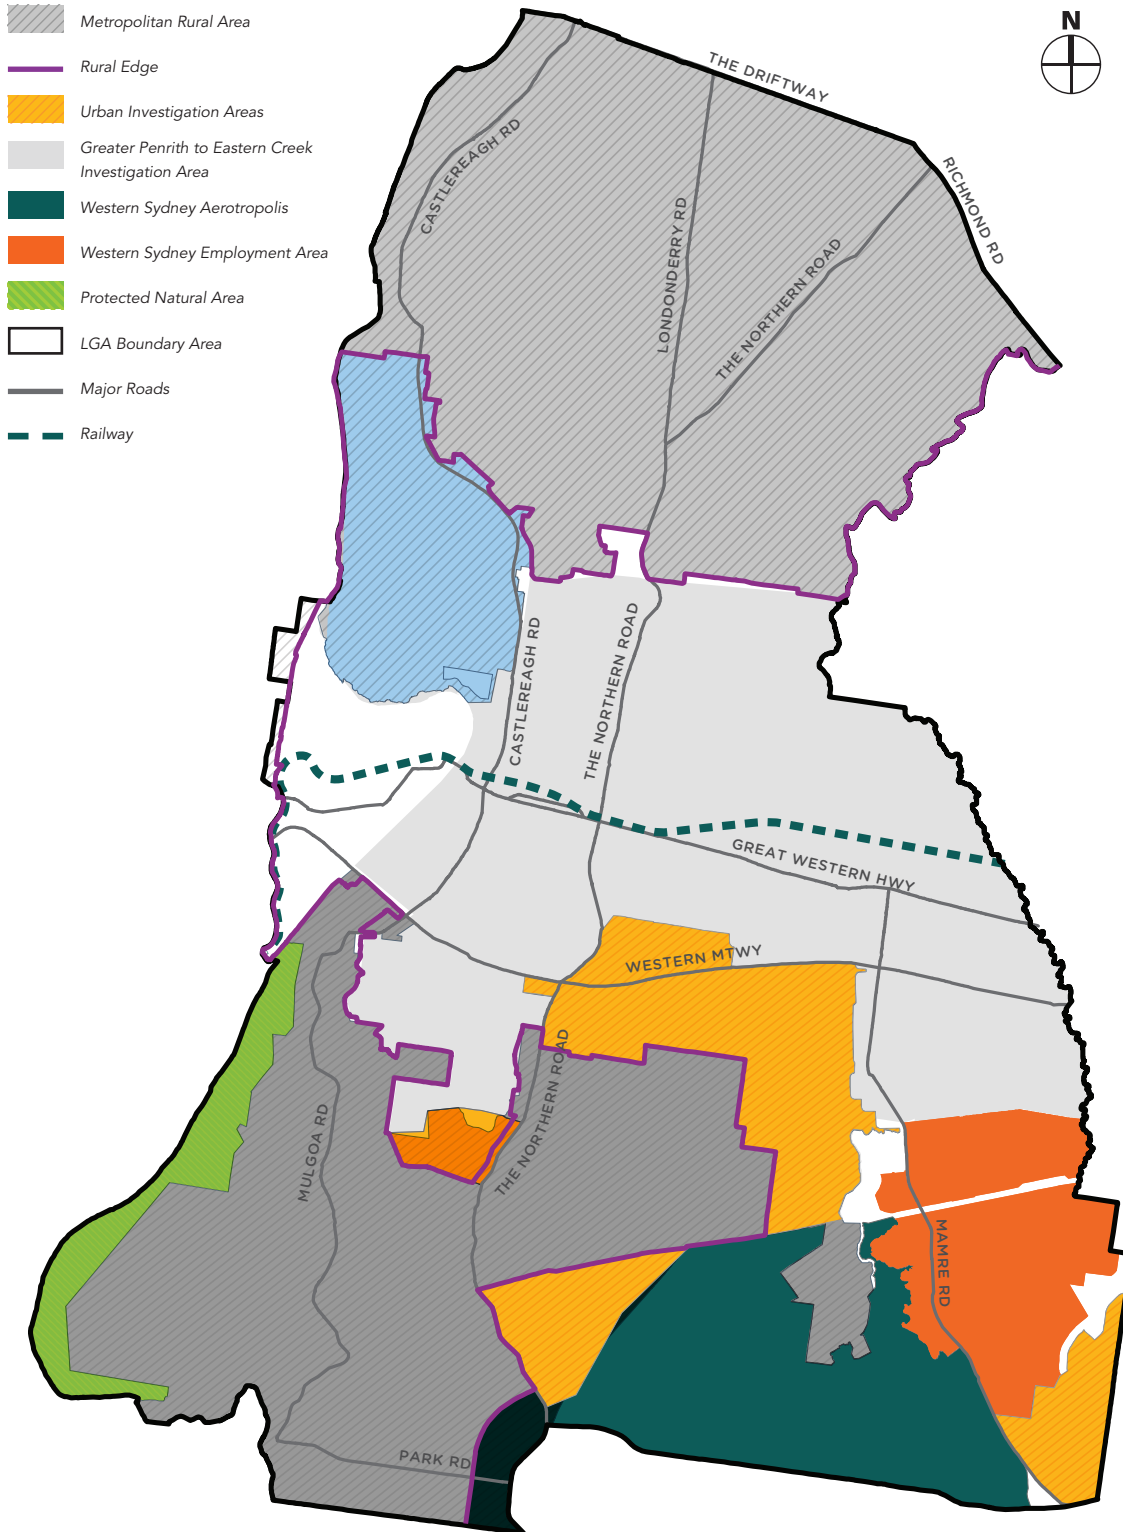 Metropolitan Rural Area
Rural Edge
Urban Investigation Areas
Greater Penrith to Eastern Creek
Investigation Area
Western Sydney Aerotropolis
Western Sydney Employment Area
Protected Natural Area
LGA Boundary Area
Major Roads
Railway
N
THE DRIFTWAY
CASTLEREAGH RD
RICHMOND RD
LONDONDERRY RD
THE NORTHERN ROAD
CASTLEREAGH RD
THE NORTHERN ROAD
GREAT WESTERN HWY
WESTERN MTWY
THE NORTHERN ROAD
MULGOA RD
MAMRE RD
PARK RD